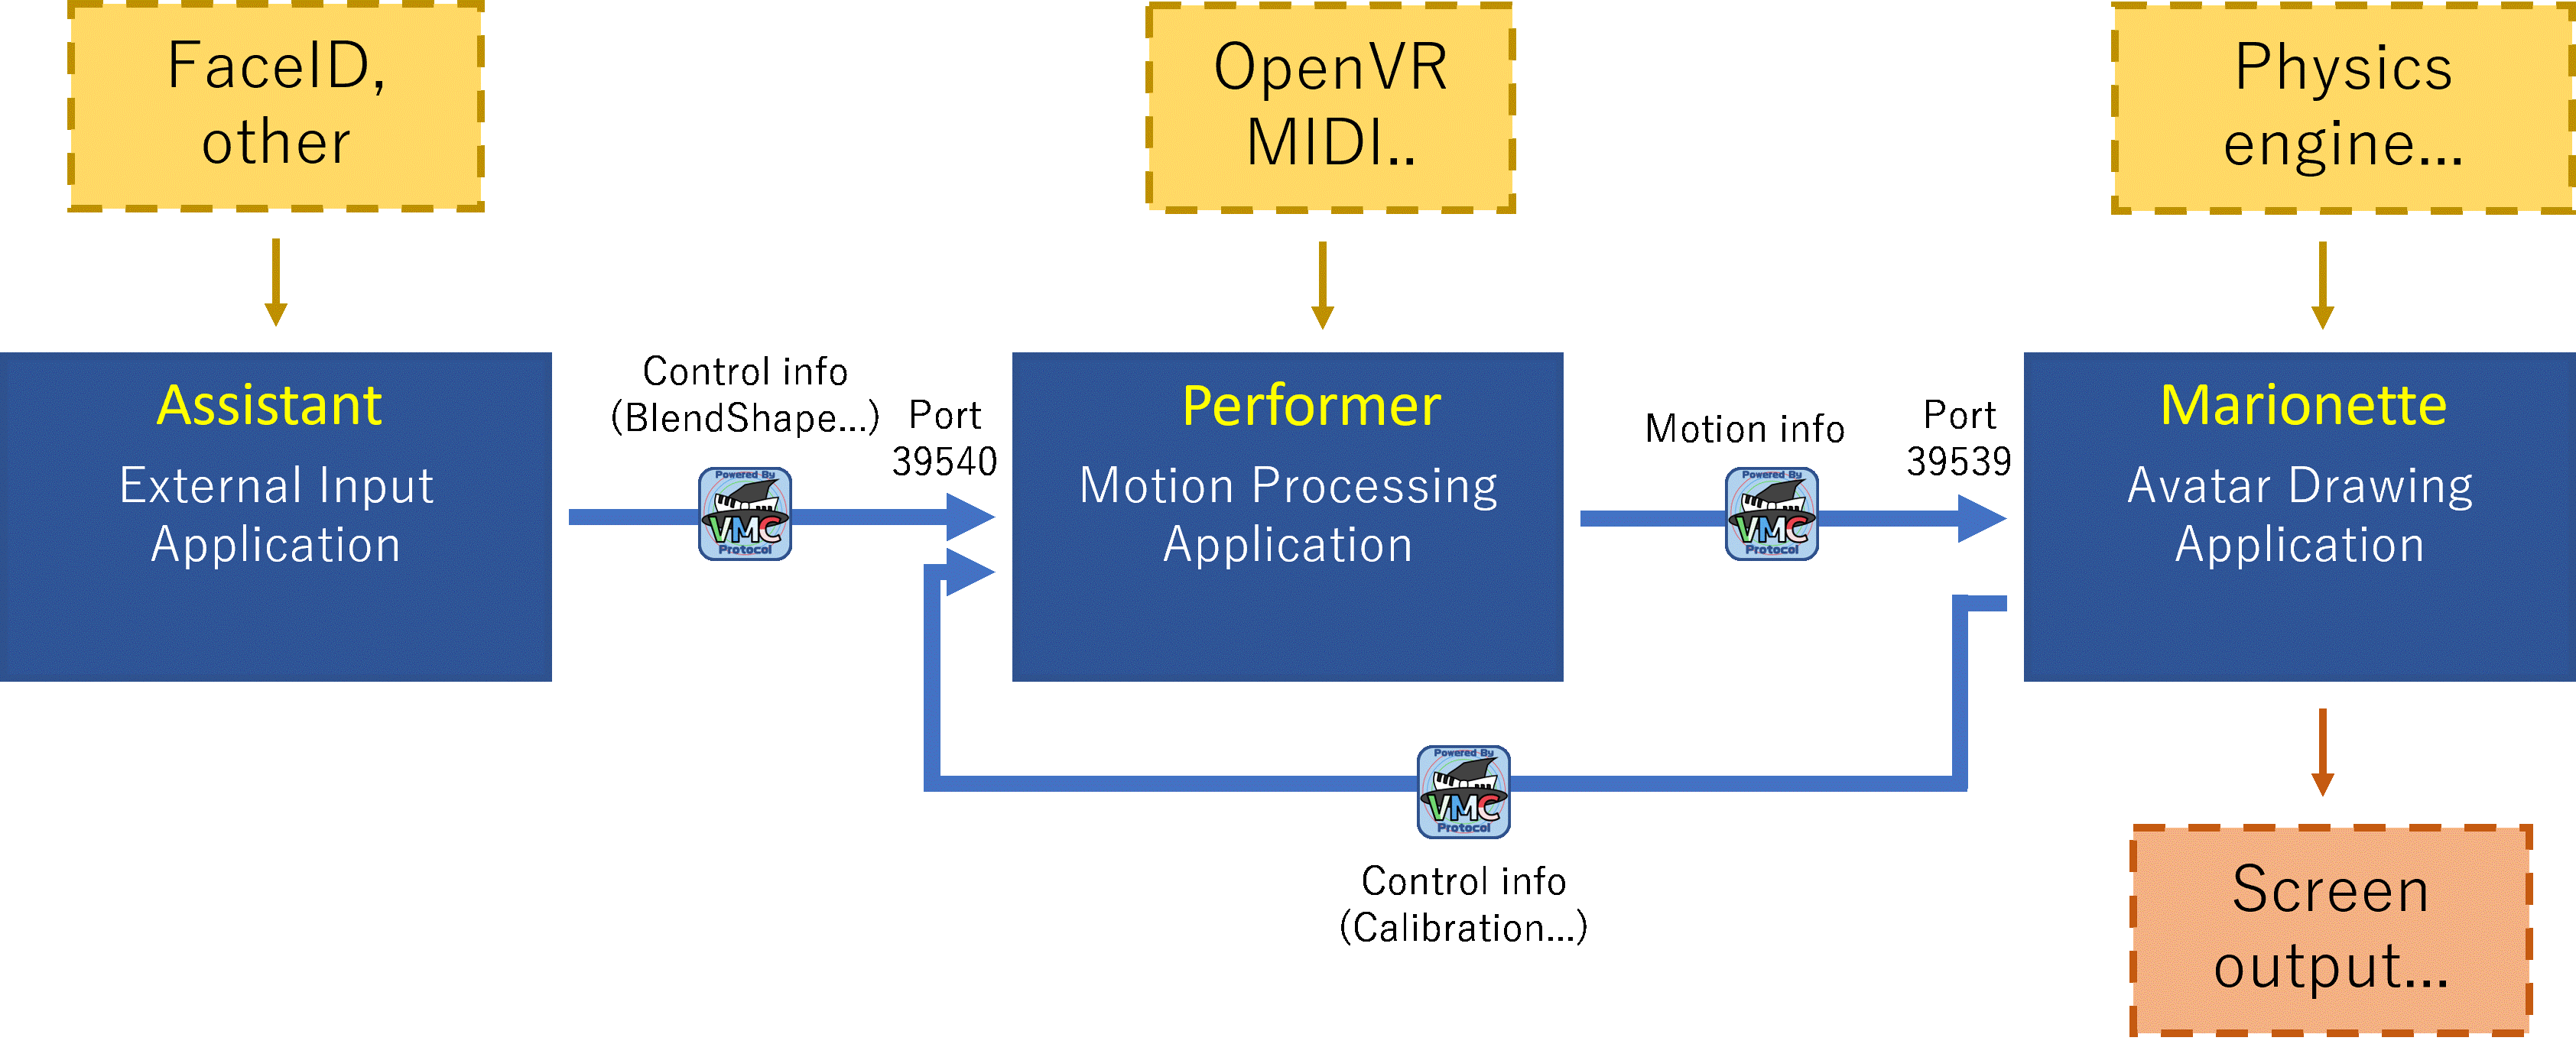 FaceID,
other
OpenVR
MIDI..
Physics
engine...
Assistant
External Input
Application
Control info
(BlendShape...)
Port
39540
Powered By
VMC
Protocol
Performer
Motion Processing
Application
Motion info
Port
39539
Powered By
VMC
Protocol
Marionette
Avatar Drawing
Application
Powered By
VMC
Protocol
Control info
(Calibration...)
Screen
output...